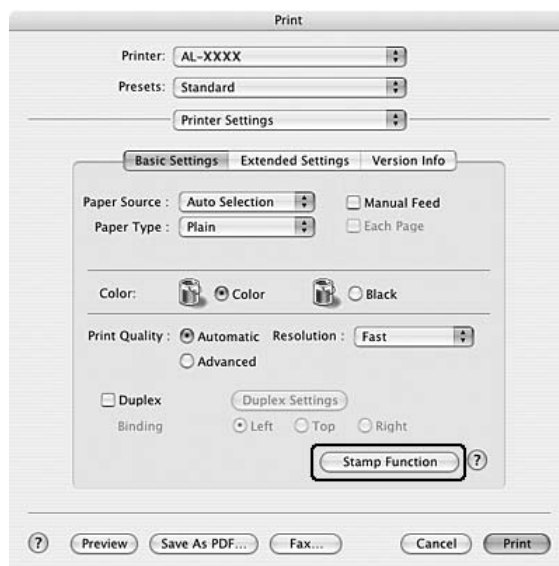 Print
Printer: AL-XXXX
Presets: Standard
Printer Settings
Basic Settings Extended Settings Version Info
Paper Source : Auto Selection Manual Feed
Paper Type : Plain Each Page
Color: Color Black
Print Quality : Automatic Resolution : Fast
Advanced
Duplex Duplex Settings
Binding Left Top Right
Stamp Function ?
? Preview Save As PDF... Fax... Cancel Print